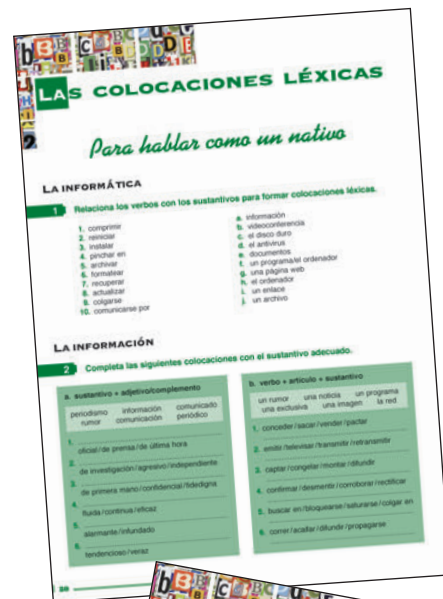 LAS COLOCACIONES LÉXICAS
Para hablar como un nativo
LA INFORMÁTICA
1 Relaciona los verbos con los sustantivos para formar colocaciones léxicas.
1. comprimir
2. reiniciar
3. instalar
4. pinchar en
5. archivar
6. formatear
7. recuperar
8. actualizar
9. colgarse
10. comunicarse por
a. información
b. videoconferencia
c. el disco duro
d. el antivirus
e. documentos
f. un programa/el ordenador
g. una página web
h. el ordenador
i. un enlace
j. un archivo
LA INFORMACIÓN
2 Completa las siguientes colocaciones con el sustantivo adecuado.
a. sustantivo + adjetivo/complemento
periodismo información comunicado
rumor comunicación periódico
1.
oficial/de prensa/de última hora
2.
de investigación/agresivo/independiente
3.
de primera mano/confidencial/fidedigna
4.
fluida/continua/eficaz
5.
alarmante/infundado
6.
tendencioso/veraz
b. verbo + artículo + sustantivo
un rumor una noticia un programa
una exclusiva una imagen la red
1. conceder/sacar/vender/pactar
2. emitir/televisar/transmitir/retransmitir
3. captar/congelar/montar/difundir
4. confirmar/desmentir/corroborar/rectificar
5. buscar en/bloquearse/saturarse/colgar en
6. correr/acallar/difundir/propagarse